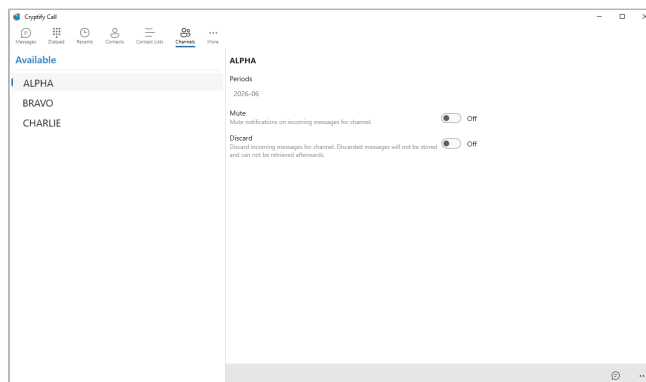 Cryptify Call
Messages Dialpad Recents Contacts Contact Lists Channels More
Available
ALPHA
BRAVO
CHARLIE
ALPHA
Periods
2026-06
Mute
Mute notifications on incoming messages for channel.
Off
Discard
Discard incoming messages for channel. Discarded messages will not be stored
and can not be retrieved afterwards.
Off